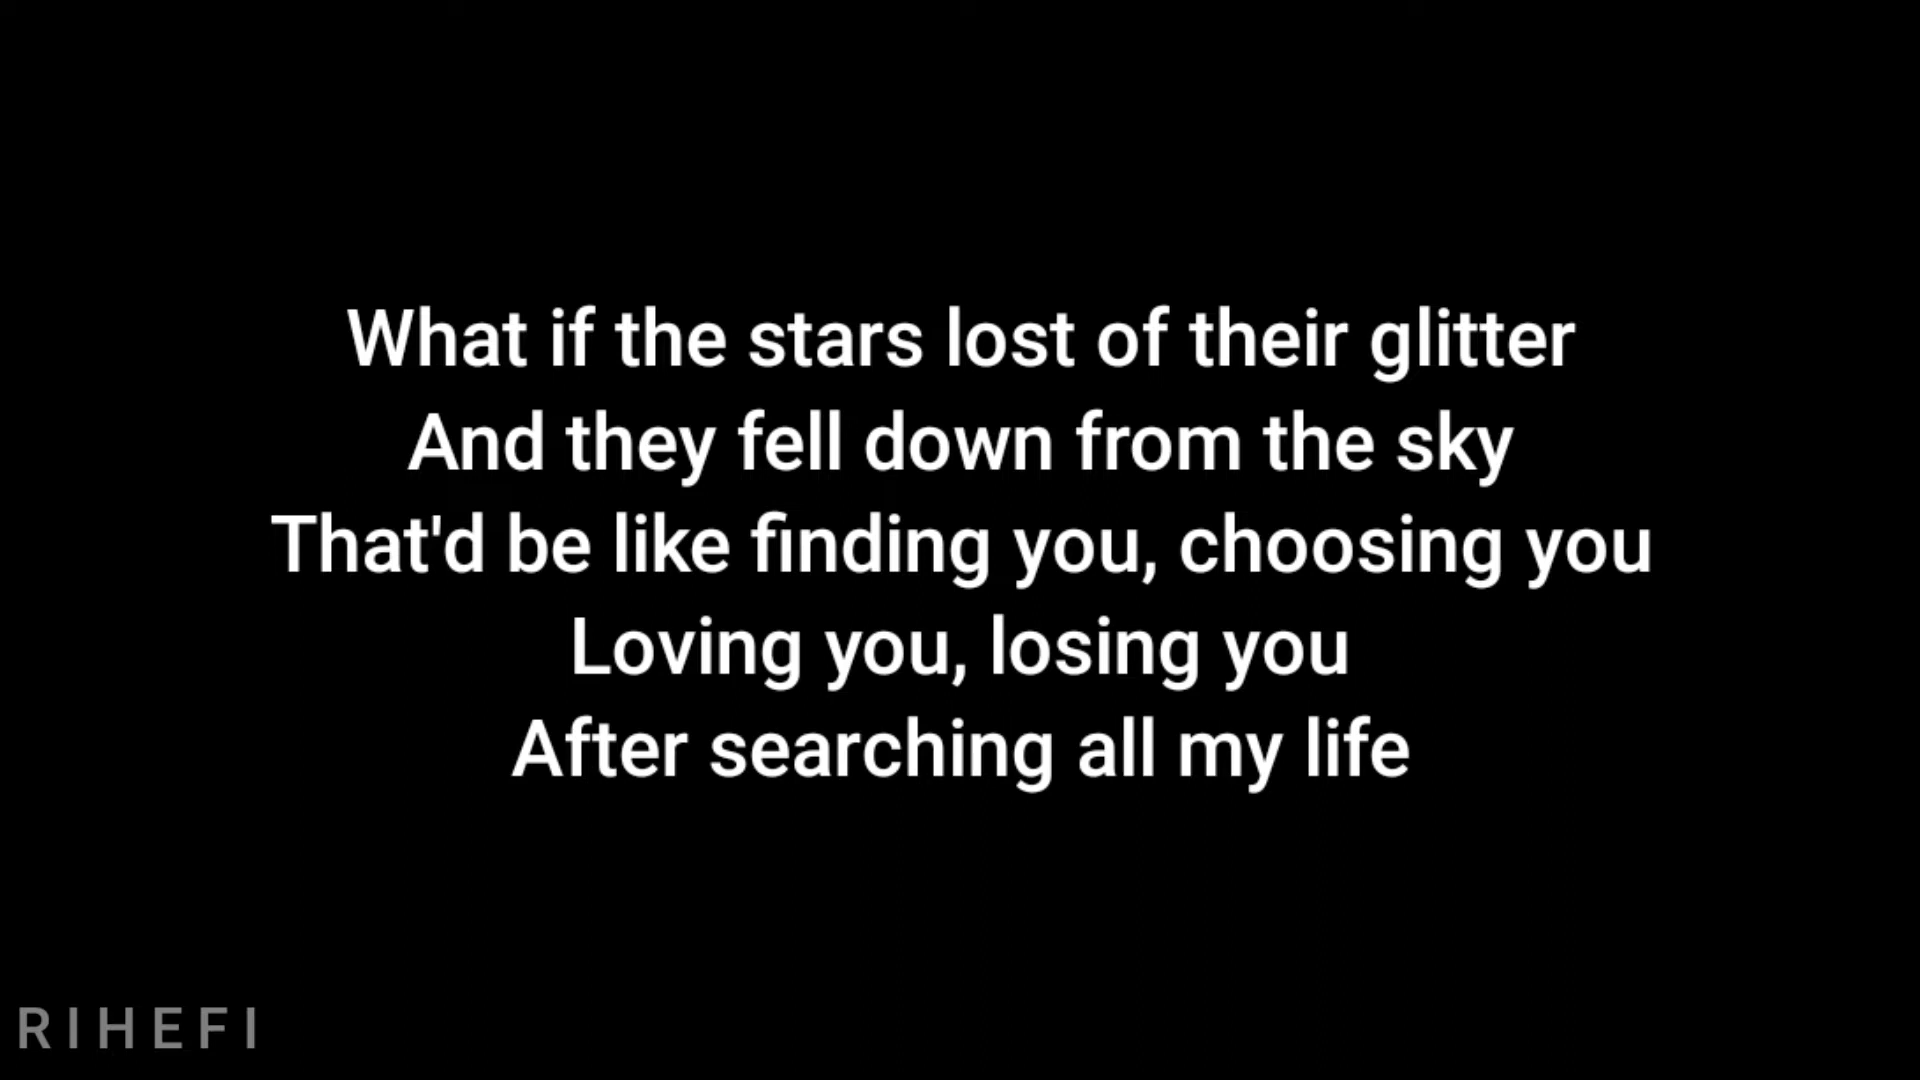 What if the stars lost of their glitter
And they fell down from the sky
That'd be like finding you, choosing you
Loving you, losing you
After searching all my life
RIHEFI